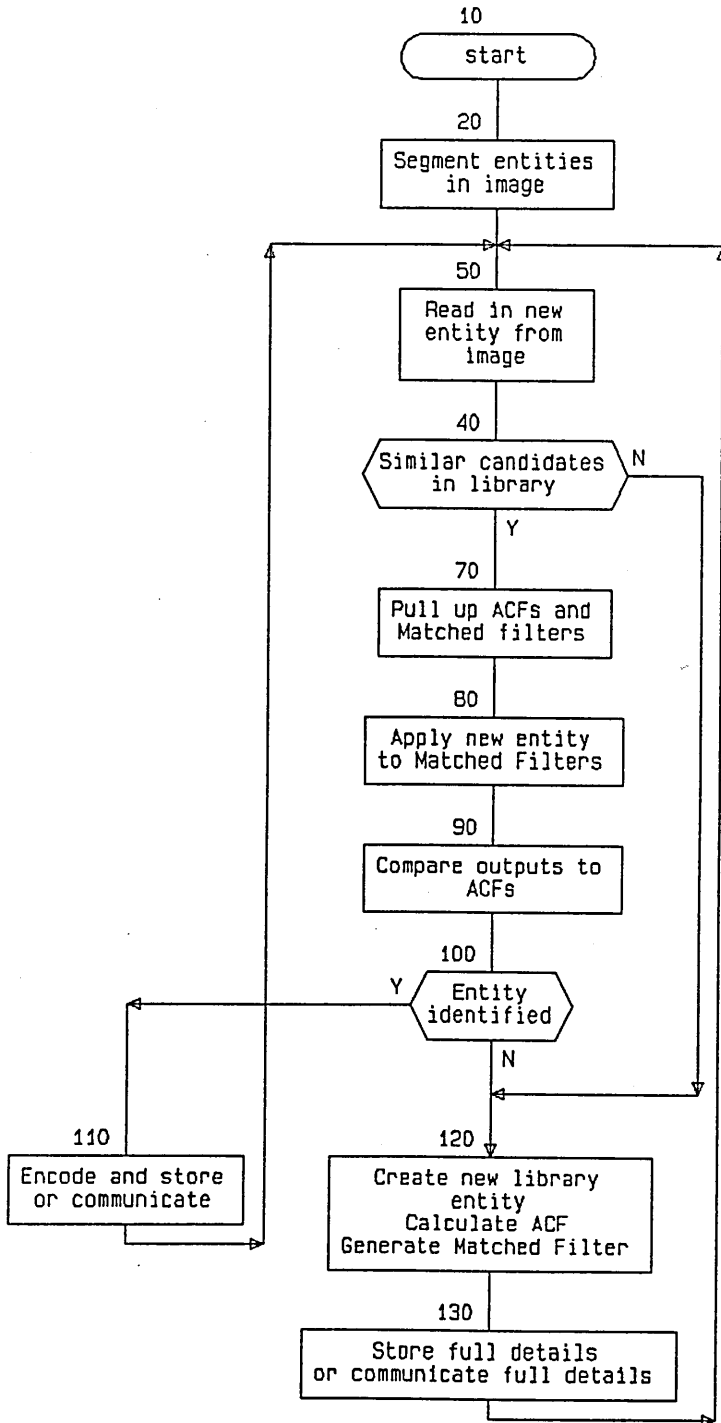 10
start
20
Segment entities
in image
50
Read in new
entity from
image
40
Similar candidates
in library
N
Y
70
Pull up ACFs and
Matched filters
80
Apply new entity
to Matched Filters
90
Compare outputs to
ACFs
100
Y
Entity
identified
N
110
Encode and store
or communicate
120
Create new library
entity
Calculate ACF
Generate Matched Filter
130
Store full details
or communicate full details